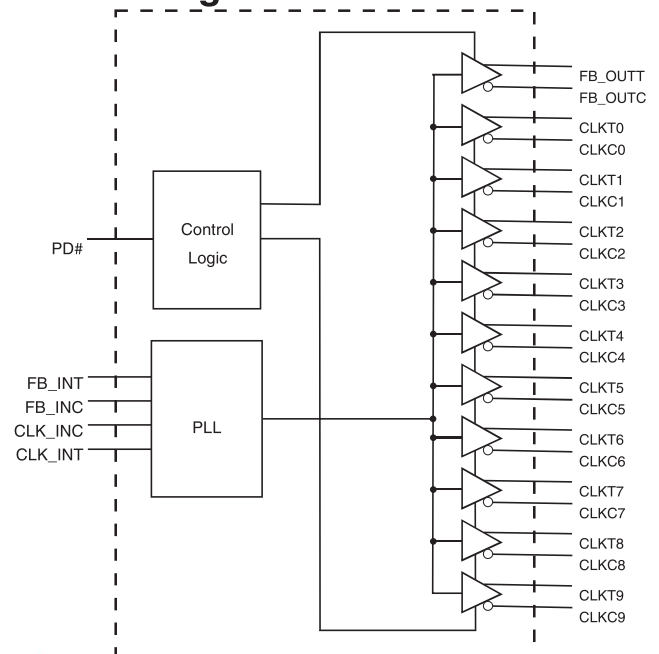 FB_OUTT
FB_OUTC
CLKT0
CLKC0
CLKT1
CLKC1
CLKT2
CLKC2
CLKT3
CLKC3
CLKT4
CLKC4
CLKT5
CLKC5
CLKT6
CLKC6
CLKT7
CLKC7
CLKT8
CLKC8
CLKT9
CLKC9
Control
Logic
PD#
PLL
FB_INT
FB_INC
CLK_INC
CLK_INT